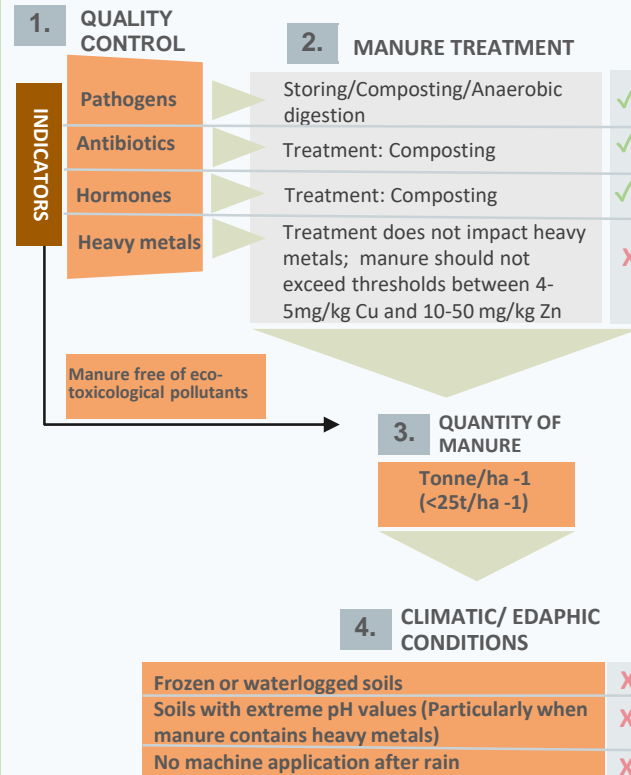 1.
QUALITY
CONTROL
2.
MANURE TREATMENT
INDICATORS
Pathogens
Storing/Composting/Anaerobic
digestion
✓
Antibiotics
Treatment: Composting
✓
Hormones
Treatment: Composting
✓
Heavy metals
Treatment does not impact heavy
metals; manure should not
exceed thresholds between 4-
5mg/kg Cu and 10-50 mg/kg Zn
X
Manure free of eco-
toxicological pollutants
3.
QUANTITY OF
MANURE
Tonne/ha -1
(<25t/ha -1)
4.
CLIMATIC/ EDAPHIC
CONDITIONS
Frozen or waterlogged soils
X
Soils with extreme pH values (Particularly when
manure contains heavy metals)
X
No machine application after rain
X